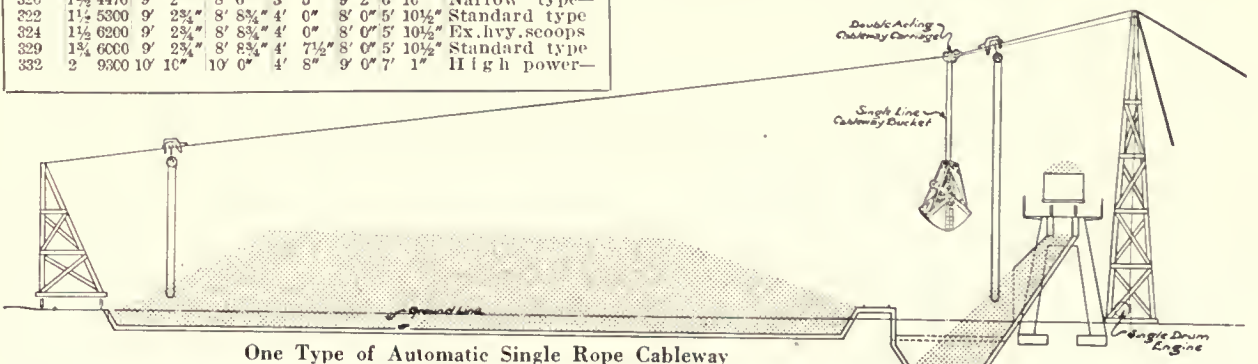 322 1½ 5300 9' 2¾" 8' 8¾" 4' 0" 8' 0" 5' 10½" Standard type
324 1½ 6200 9' 2¾" 8' 8¾" 4' 0" 8' 0" 5' 10½" Ex.hvy.scoops
329 1¾ 6000 9' 2¾" 8' 8¾" 4' 7½" 8' 0" 5' 10½" Standard type
332 2 9300 10' 10" 10' 0" 4' 8" 9' 0" 7' 1" High power—
Double Acting
Cableway Carriage
Single Line
Cableway Bucket
Ground Line
Single Drum
Engine
One Type of Automatic Single Rope Cableway